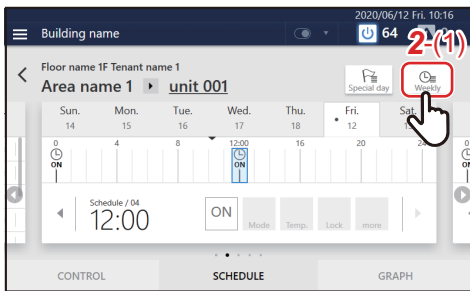 2020/06/12 Fri. 10:16
Building name
64
2-(1)
Floor name 1F Tenant name 1
Area name 1 unit 001
Special day
Weekly
Sun. Mon. Tue. Wed. Thu. Fri. Sat.
14 15 16 17 18 12
0 4 8 12:00 16 20 24
ON ON ON
Schedule / 04
12:00
ON Mode Temp. Lock more
CONTROL SCHEDULE GRAPH